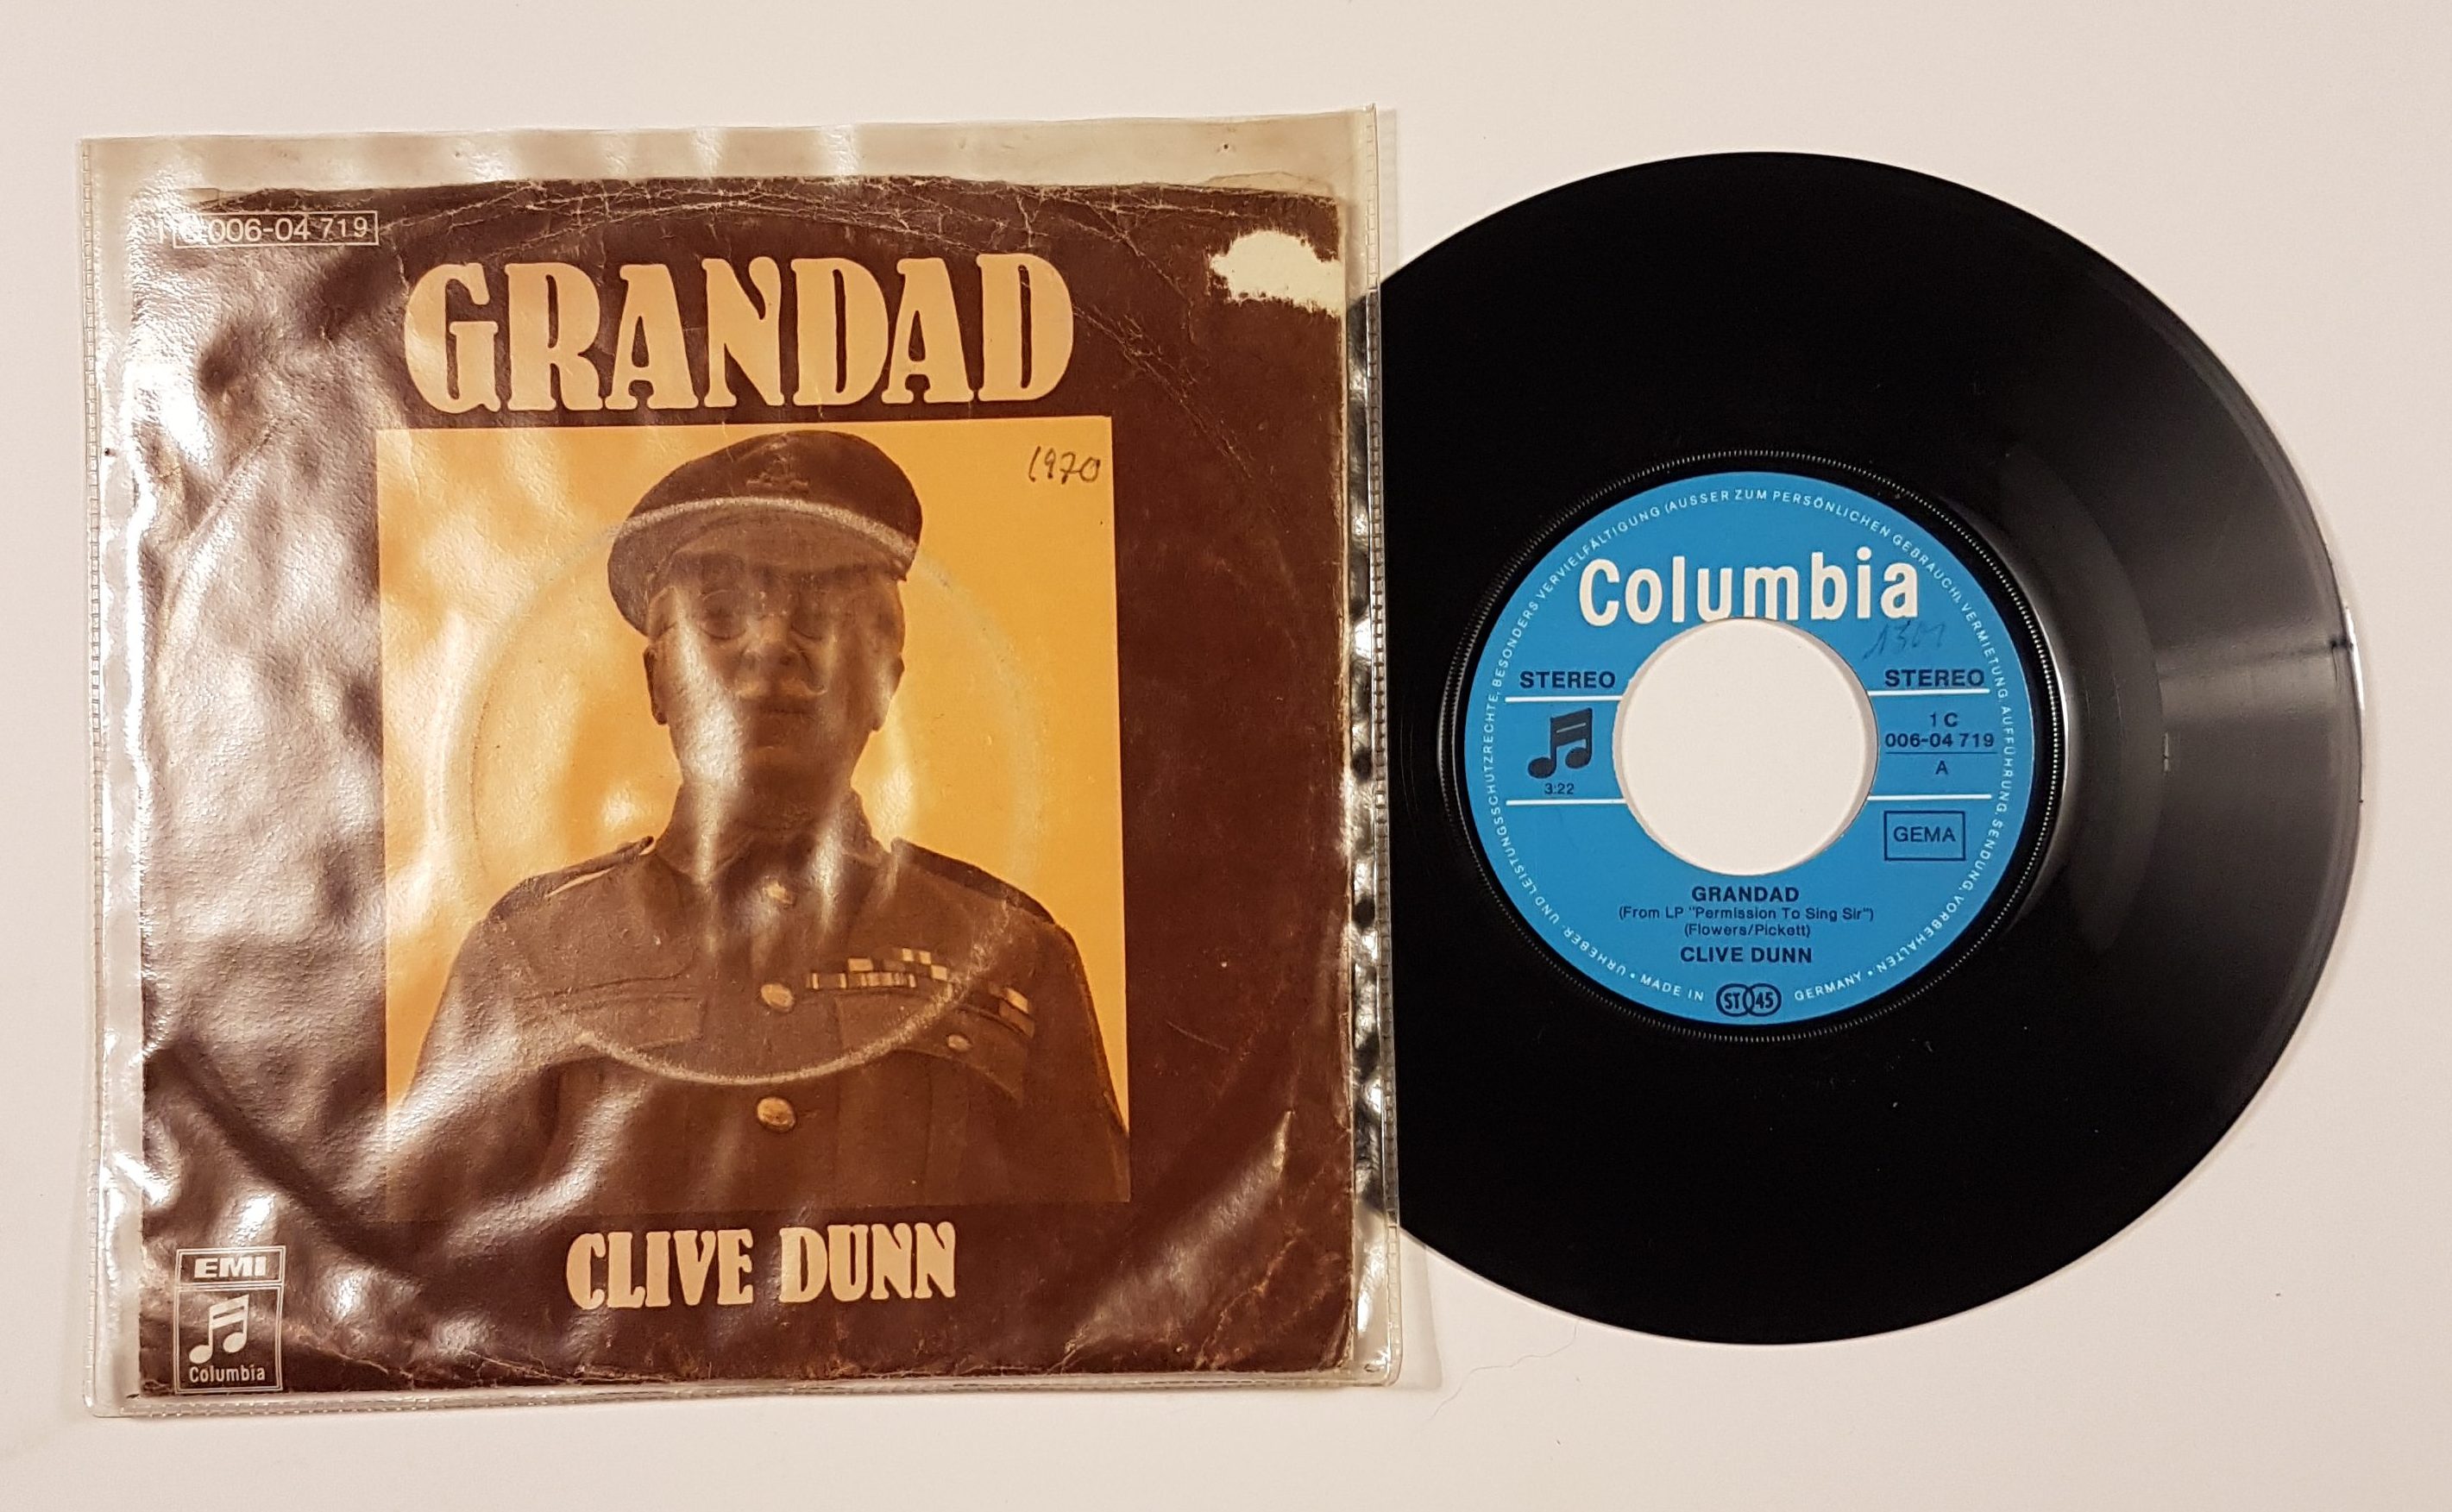 1C 006-04 719
GRANDAD
1970
CLIVE DUNN
EMI
Columbia
URHEBER- UND LEISTUNGSSCHUTZRECHTE, BESONDERS VERVIELFÄLTIGUNG (AUSSER ZUM PERSÖNLICHEN GEBRAUCH), VERMIETUNG, AUFFÜHRUNG, SENDUNG, VORBEHALTEN
Columbia
STEREO
STEREO
3:22
1 C
006-04 719
A
GEMA
GRANDAD
(From LP "Permission To Sing Sir")
(Flowers/Pickett)
CLIVE DUNN
• MADE IN ST 45 GERMANY •